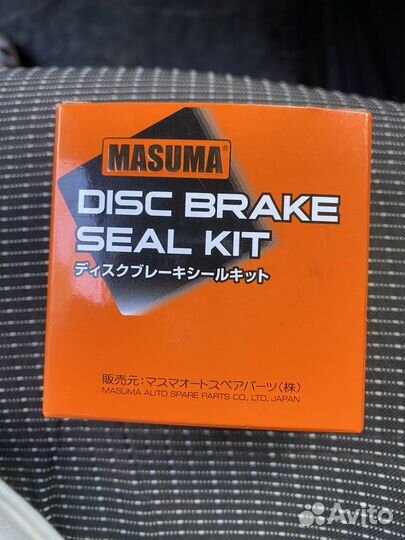 MASUMA®
DISC BRAKE
SEAL KIT
ディスクブレーキシールキット
販売元：マスマオートスペアパーツ（株）
MASUMA AUTO SPARE PARTS CO., LTD, JAPAN
Avito